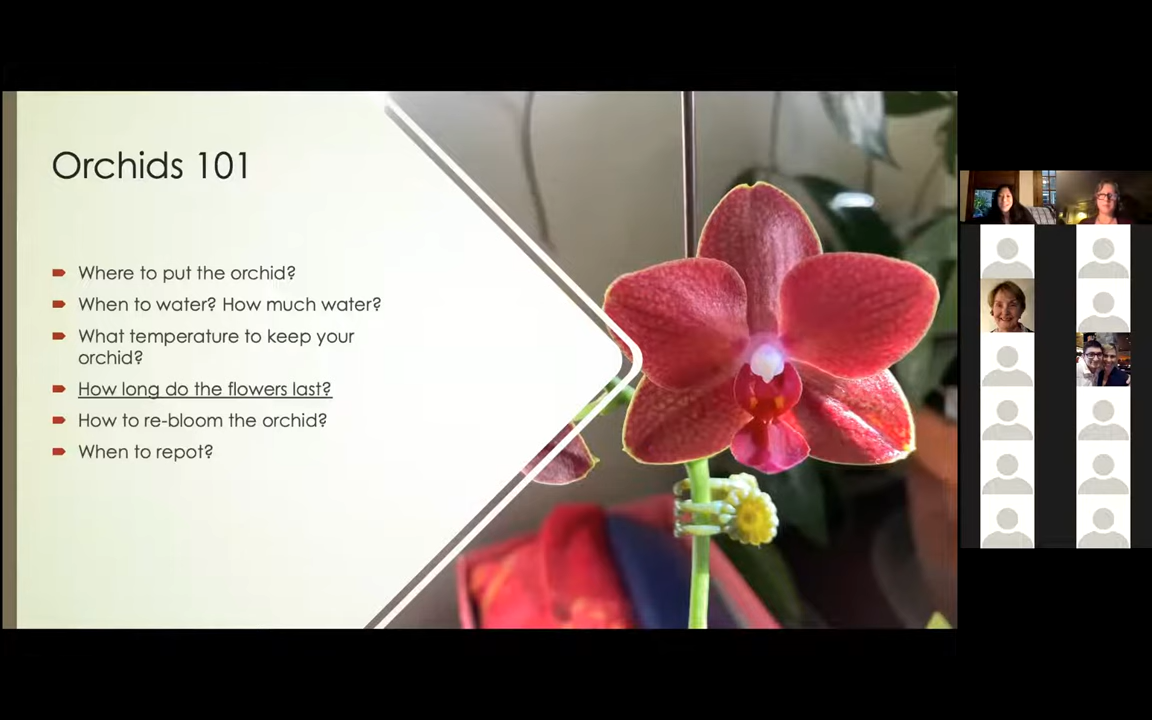 Orchids 101
Where to put the orchid?
When to water? How much water?
What temperature to keep your
orchid?
How long do the flowers last?
How to re-bloom the orchid?
When to repot?